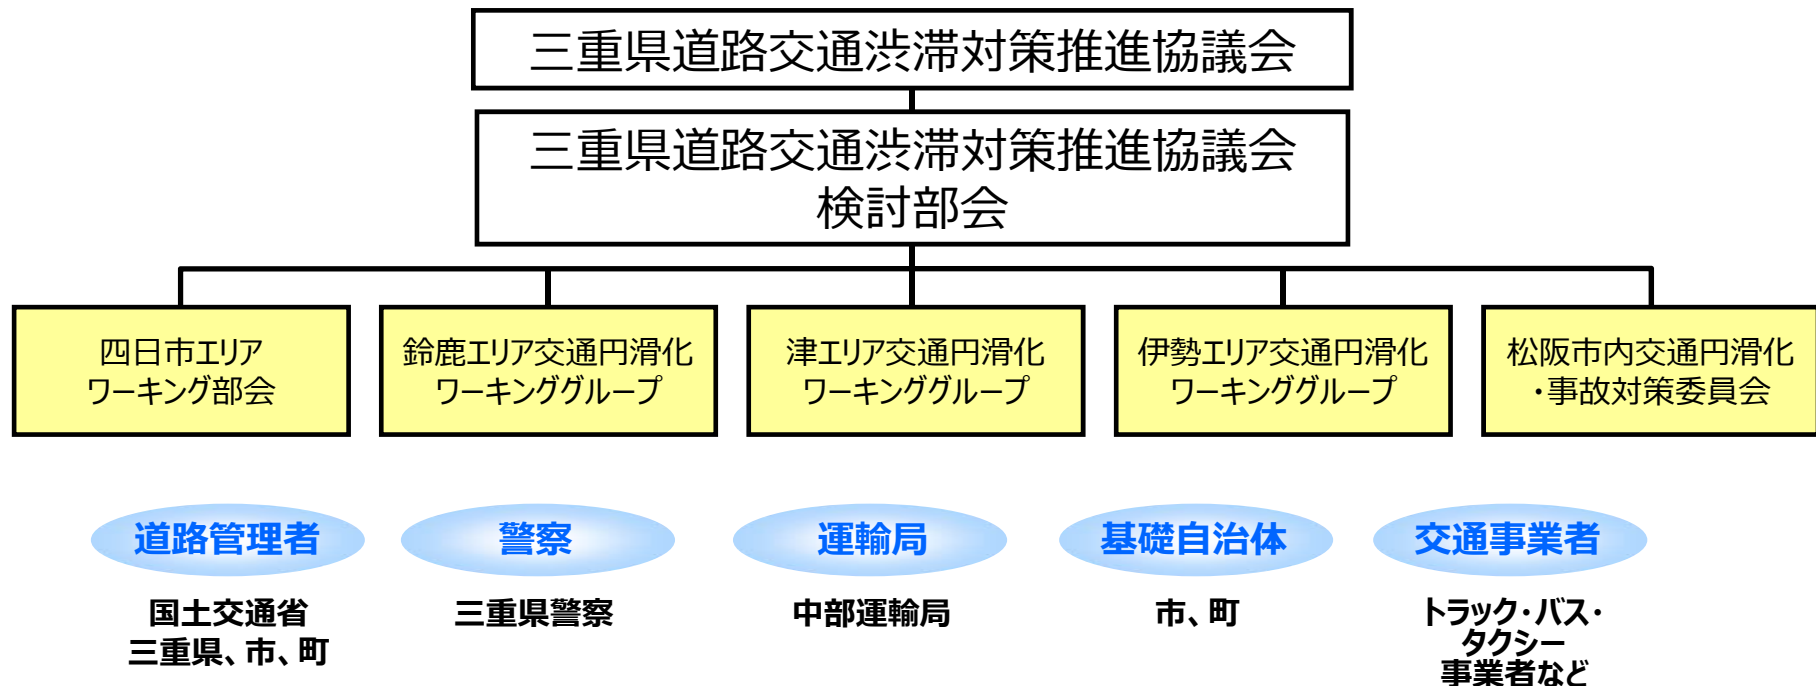 三重県道路交通渋滞対策推進協議会
三重県道路交通渋滞対策推進協議会
検討部会
四日市エリア
ワーキング部会
鈴鹿エリア交通円滑化
ワーキンググループ
津エリア交通円滑化
ワーキンググループ
伊勢エリア交通円滑化
ワーキンググループ
松阪市内交通円滑化
・事故対策委員会
道路管理者
国土交通省
三重県、市、町
警察
三重県警察
運輸局
中部運輸局
基礎自治体
市、町
交通事業者
トラック・バス・
タクシー
事業者など